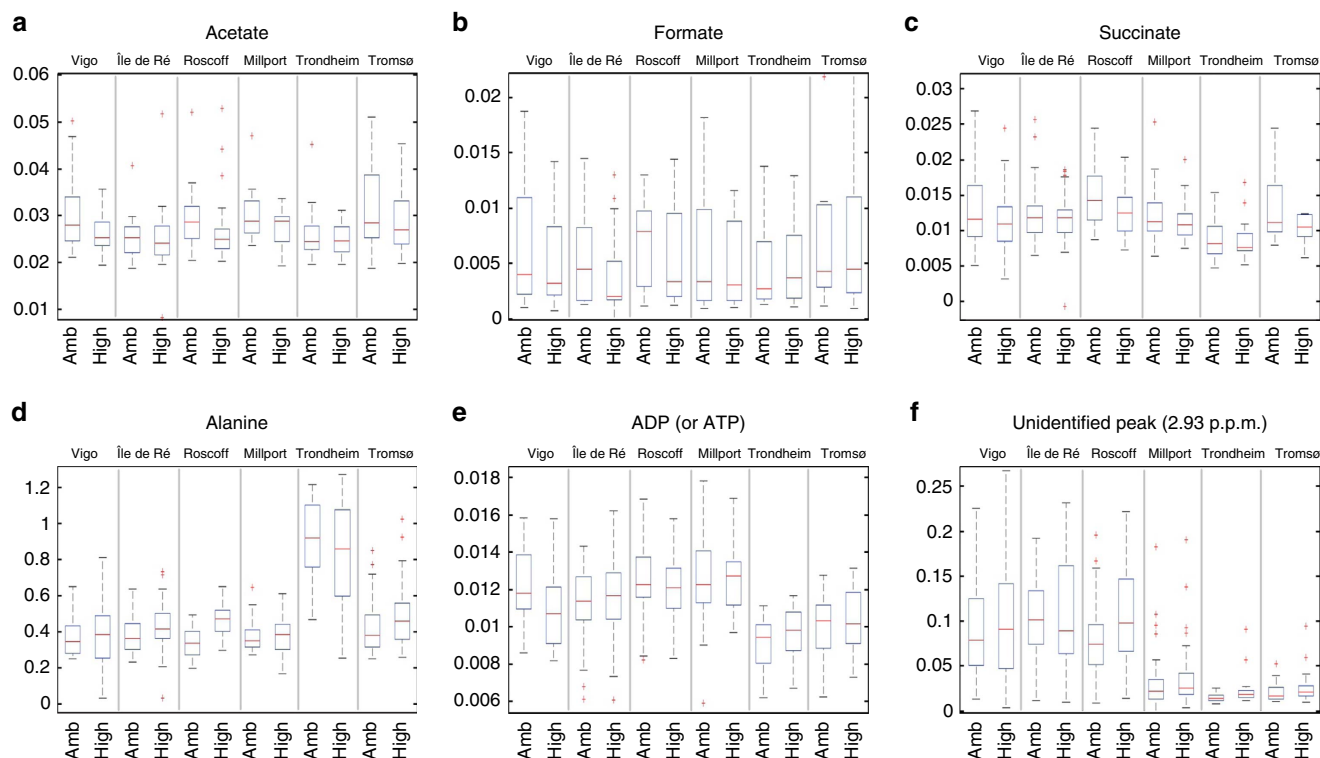 a
Acetate
Vigo Île de Ré Roscoff Millport Trondheim Tromsø
0.06
0.05
0.04
0.03
0.02
0.01
Amb High Amb High Amb High Amb High Amb High Amb High
b
Formate
Vigo Île de Ré Roscoff Millport Trondheim Tromsø
0.02
0.015
0.010
0.005
0
Amb High Amb High Amb High Amb High Amb High Amb High
c
Succinate
Vigo Île de Ré Roscoff Millport Trondheim Tromsø
0.03
0.025
0.020
0.015
0.010
0.005
0
Amb High Amb High Amb High Amb High Amb High Amb High
d
Alanine
Vigo Île de Ré Roscoff Millport Trondheim Tromsø
1.2
1
0.8
0.6
0.4
0.2
0
Amb High Amb High Amb High Amb High Amb High Amb High
e
ADP (or ATP)
Vigo Île de Ré Roscoff Millport Trondheim Tromsø
0.018
0.016
0.014
0.012
0.01
0.008
0.006
Amb High Amb High Amb High Amb High Amb High Amb High
f
Unidentified peak (2.93 p.p.m.)
Vigo Île de Ré Roscoff Millport Trondheim Tromsø
0.25
0.2
0.15
0.1
0.05
0
Amb High Amb High Amb High Amb High Amb High Amb High